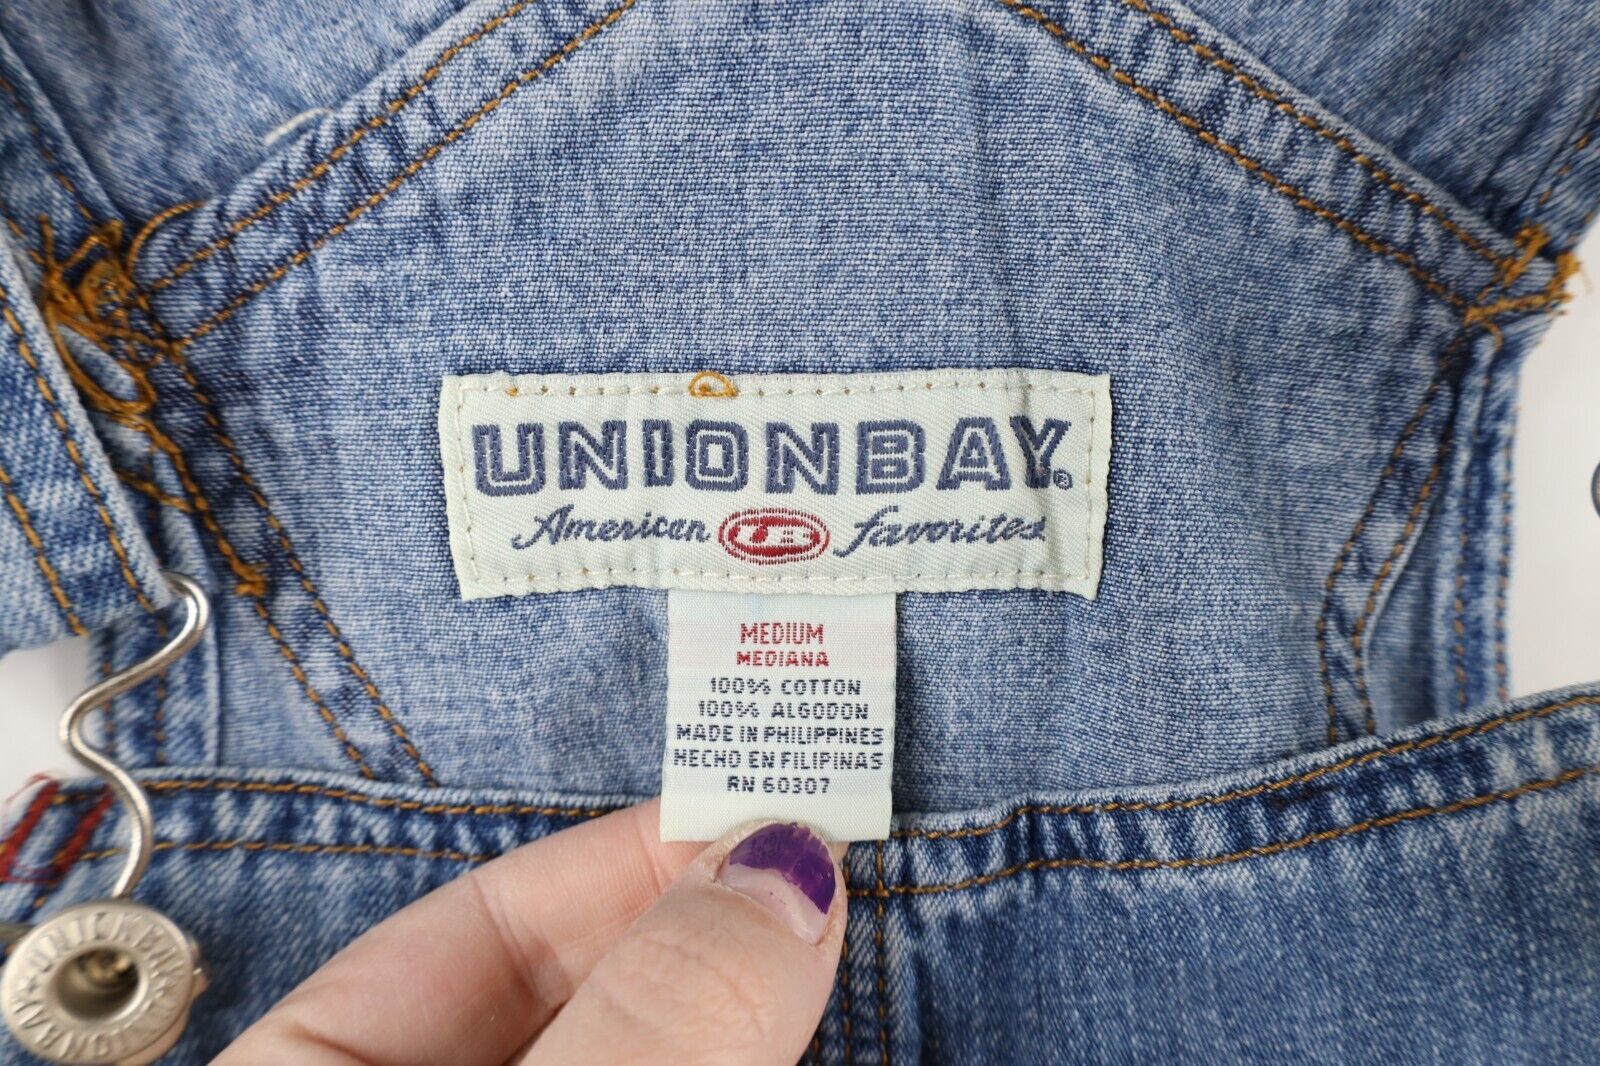 UNIONBAY®
American UB favorites
MEDIUM
MEDIANA
100% COTTON
100% ALGODON
MADE IN PHILIPPINES
HECHO EN FILIPINAS
RN 60307
UNIONBAY